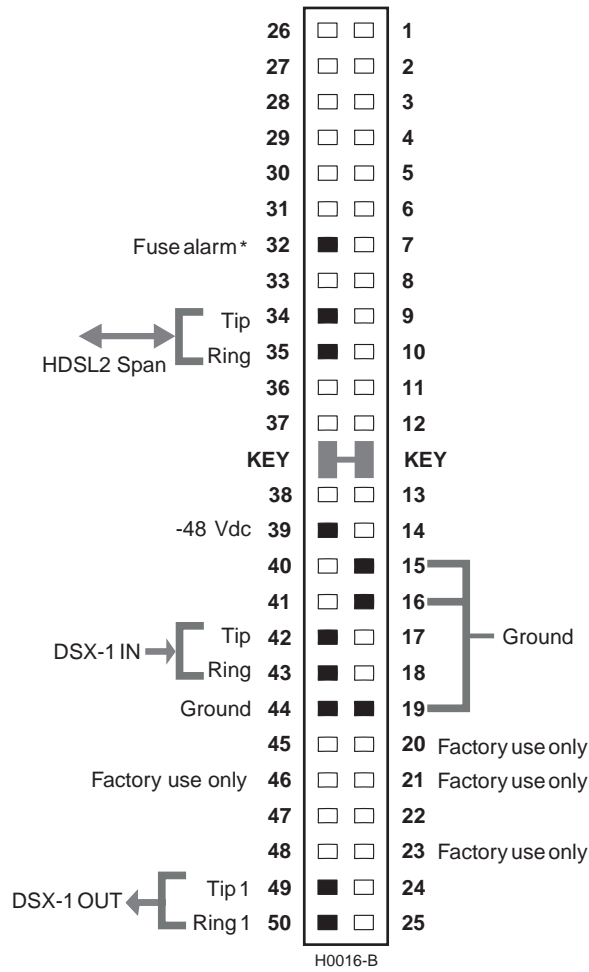 26 1
27 2
28 3
29 4
30 5
31 6
Fuse alarm * 32 7
33 8
Tip 34 9
HDSL2 Span
Ring 35 10
36 11
37 12
KEY KEY
38 13
-48 Vdc 39 14
40 15
41 16
DSX-1 IN
Tip 42 17 Ground
Ring 43 18
Ground 44 19
45 20 Factory use only
Factory use only 46 21 Factory use only
47 22
48 23 Factory use only
DSX-1 OUT
Tip 1 49 24
Ring 1 50 25
H0016-B